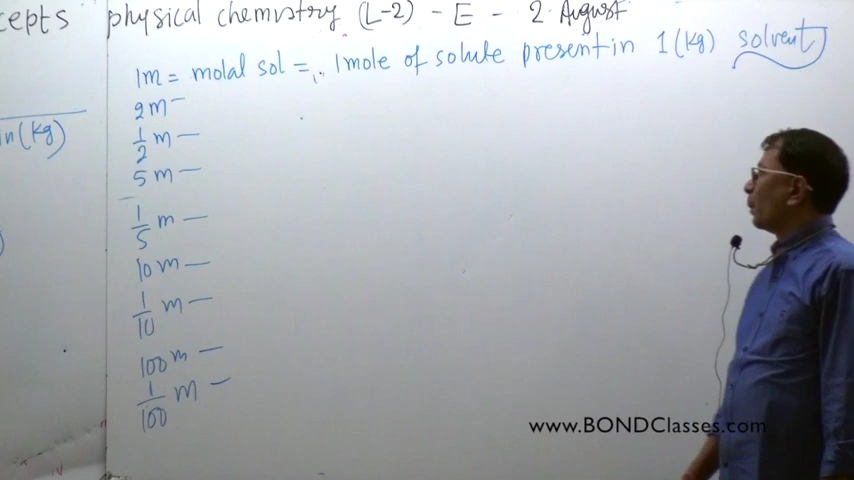 cepts physical chemistry (L-2) - E - 2 August
1m = molal sol = 1mole of solute present in 1(kg) solvent
2m -
in(kg)
1/2 m -
5m -
1/5 m -
)
10m -
1/10 m -
100m -
1/100 m -
www.BONDClasses.com